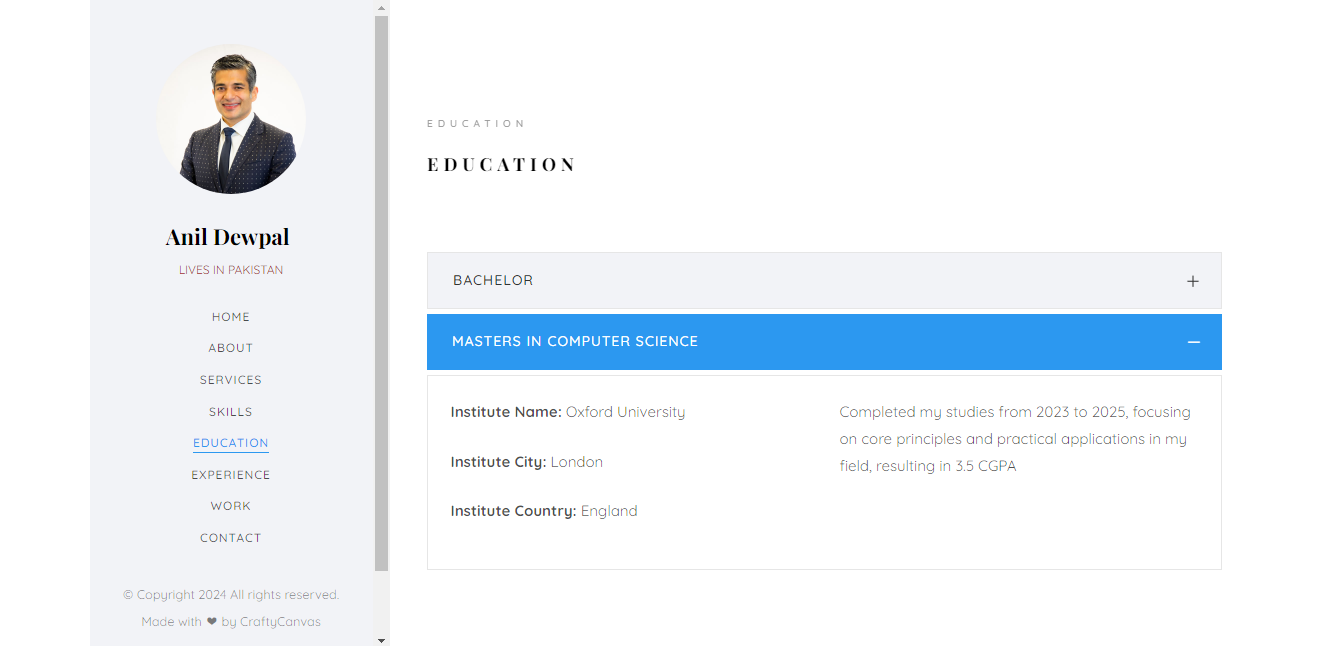 Anil Dewpal
LIVES IN PAKISTAN
HOME
ABOUT
SERVICES
SKILLS
EDUCATION
EXPERIENCE
WORK
CONTACT
© Copyright 2024 All rights reserved.
Made with ❤ by CraftyCanvas
EDUCATION
EDUCATION
BACHELOR
MASTERS IN COMPUTER SCIENCE
Institute Name: Oxford University
Institute City: London
Institute Country: England
Completed my studies from 2023 to 2025, focusing
on core principles and practical applications in my
field, resulting in 3.5 CGPA